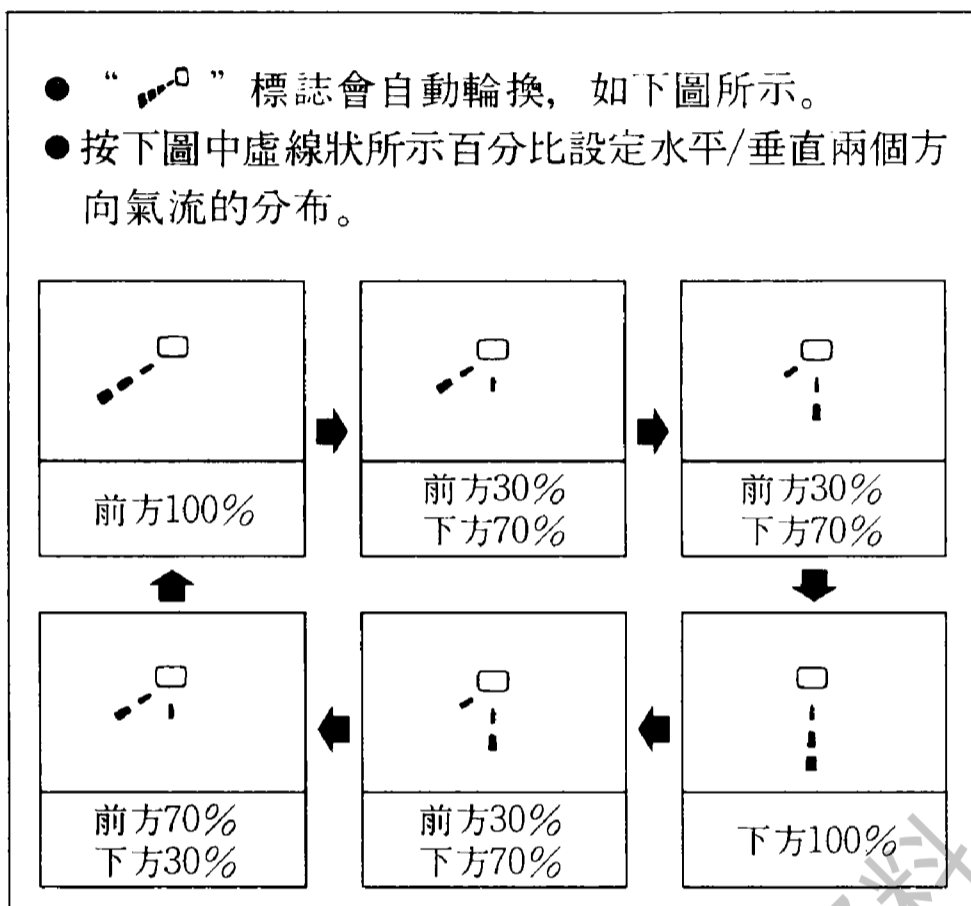 ● “ ” 標誌會自動輪換，如下圖所示。
● 按下圖中虛線狀所示百分比設定水平/垂直兩個方
向氣流的分布。
前方100%
前方30%
下方70%
前方30%
下方70%
前方70%
下方30%
前方30%
下方70%
下方100%
料